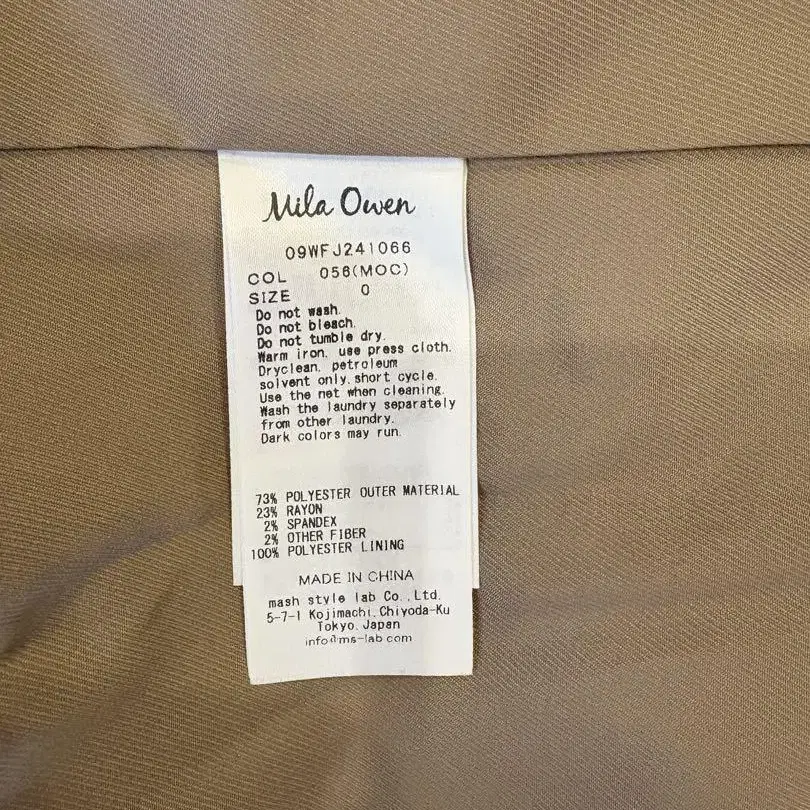 Mila Owen
09WFJ241066
COL 056(MOC)
SIZE 0
Do not wash.
Do not bleach.
Do not tumble dry.
Warm iron. use press cloth.
Dryclean, petroleum
solvent only. short cycle.
Use the net when cleaning.
Wash the laundry separately
from other laundry.
Dark colors may run.
73% POLYESTER OUTER MATERIAL
23% RAYON
2% SPANDEX
2% OTHER FIBER
100% POLYESTER LINING
MADE IN CHINA
mash style lab Co.,Ltd.
5-7-1 Kojimachi.Chiyoda-Ku
Tokyo.Japan
info@ms-lab.com